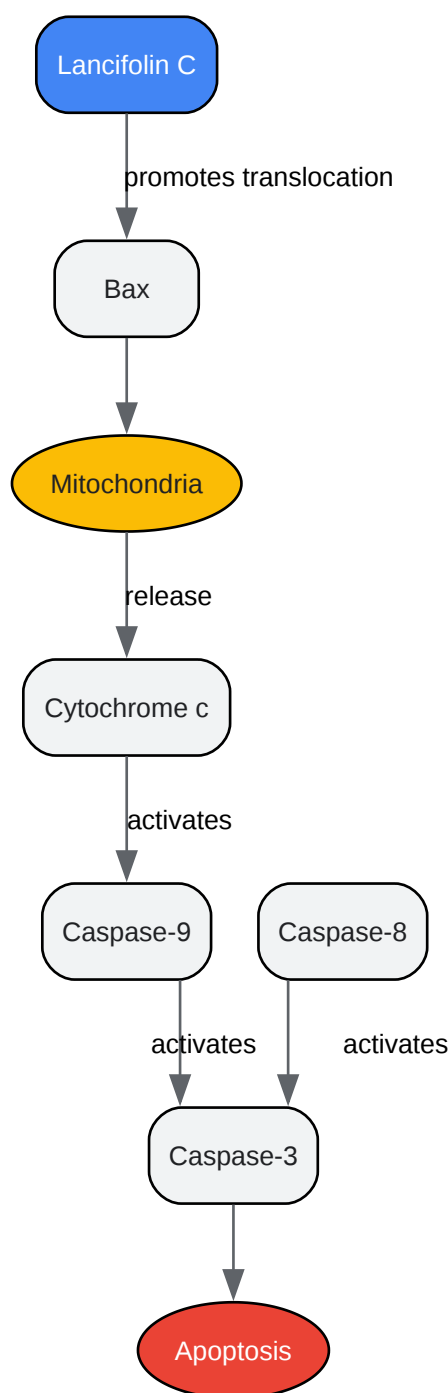 Lancifolin C
promotes translocation
Bax
Mitochondria
release
Cytochrome c
activates
Caspase-9
Caspase-8
activates
activates
Caspase-3
Apoptosis